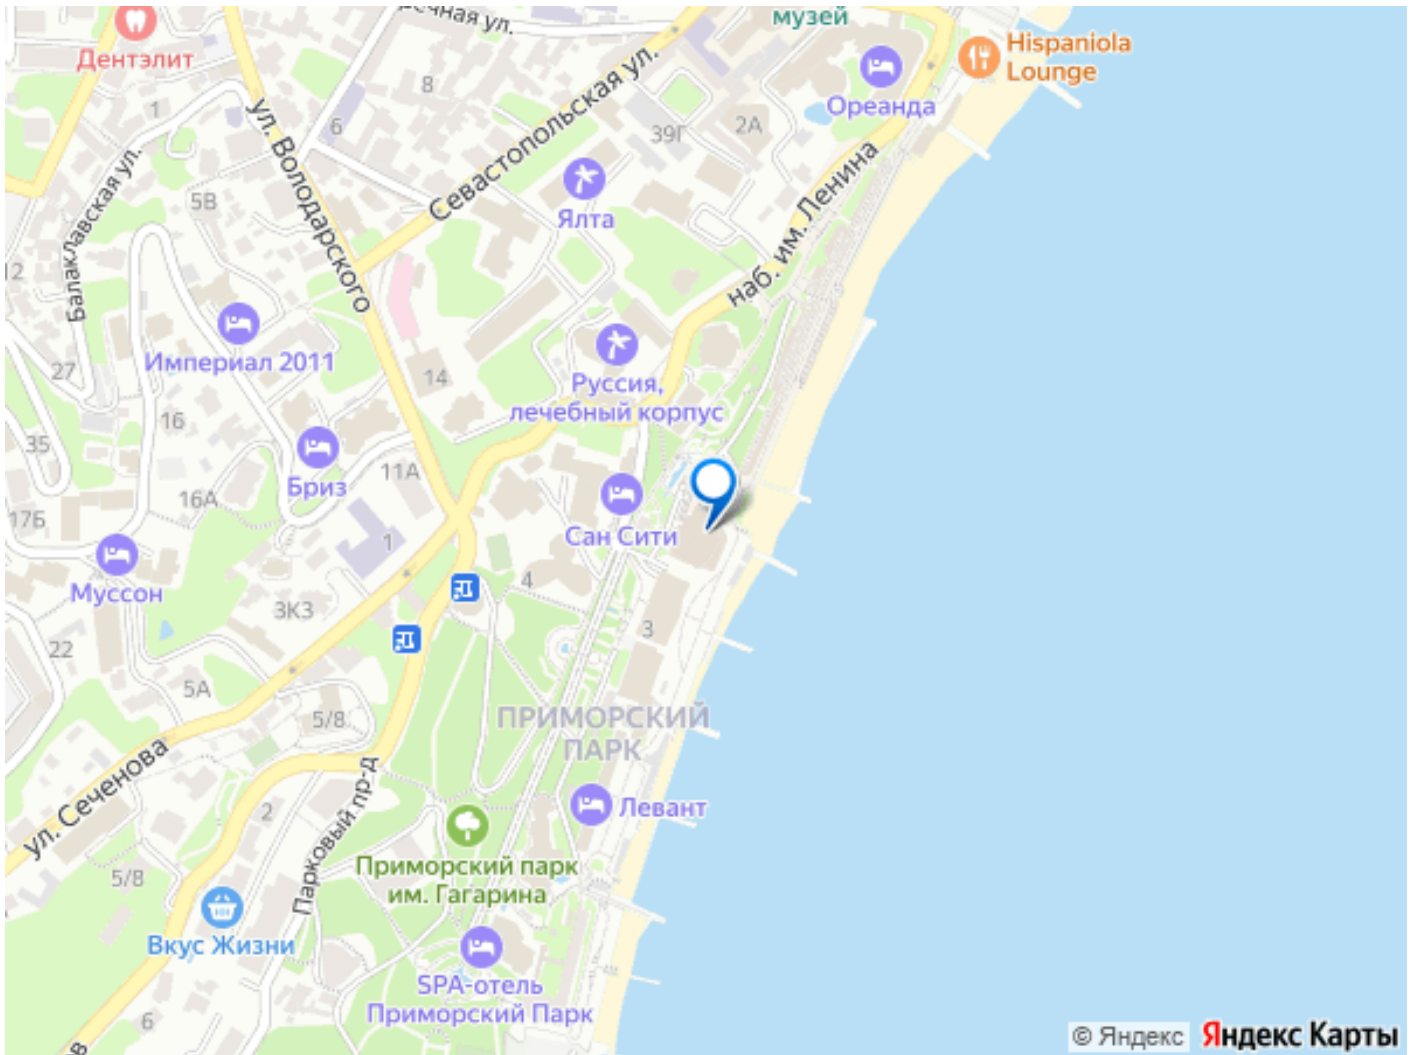 музей
ечная ул.
Hispaniola
Lounge
Дентэлит
Ореанда
8
1
ул. Володарского
6
Севастопольская ул.
39Г
2А
Балаклавская ул.
5В
Ялта
наб. им. Ленина
12
Империал 2011
27
14
Руссия,
лечебный корпус
16
35
11А
Бриз
16А
17Б
Сан Сити
1
Муссон
4
3К3
3
22
5А
5/8
ПРИМОРСКИЙ
ПАРК
ул. Сеченова
Парковый пр-д
2
Левант
Приморский парк
им. Гагарина
5/8
Вкус Жизни
SPA-отель
Приморский Парк
6
в
© Яндекс Яндекс Карты